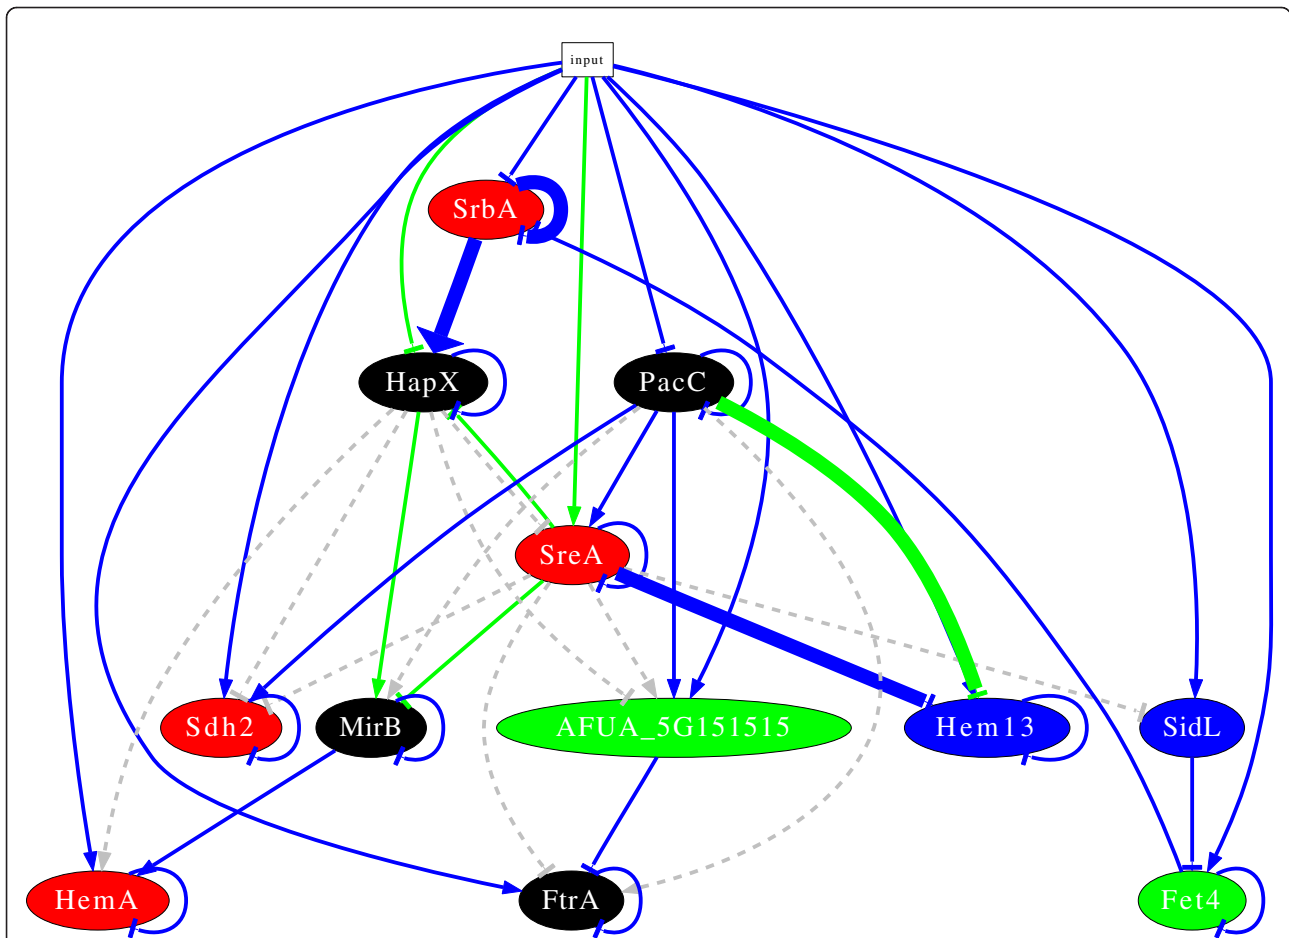 input
SrbA
HapX
PacC
SreA
Sdh2
MirB
AFUA_5G151515
Hem13
SidL
HemA
FtrA
Fet4